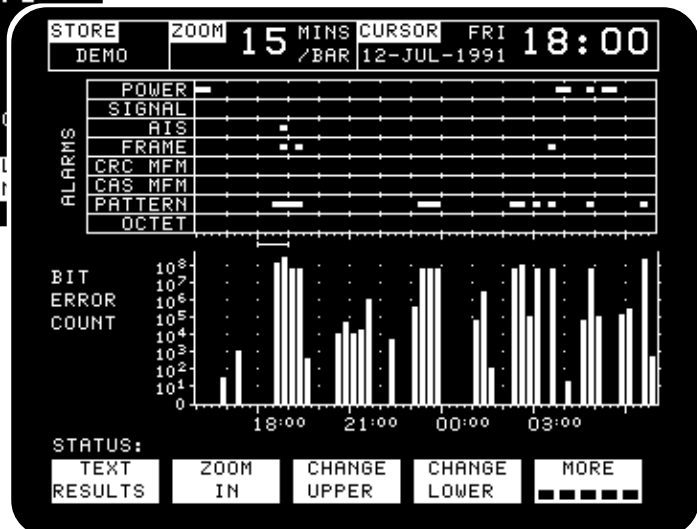 STORE ZOOM 15 MINS /BAR CURSOR FRI 18:00
DEMO 12-JUL-1991
ALARMS
POWER
SIGNAL
AIS
FRAME
CRC MFM
CAS MFM
PATTERN
OCTET
BIT
ERROR
COUNT
10⁸
10⁷
10⁶
10⁵
10⁴
10³
10²
10¹
0
18:00 21:00 00:00 03:00
STATUS:
TEXT RESULTS
ZOOM IN
CHANGE UPPER
CHANGE LOWER
MORE